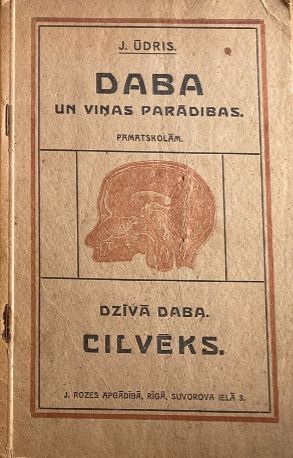 J. ŪDRIS.
DABA
UN VIŅAS PARĀDIBAS.
PAMATSKOLĀM.
DZĪVĀ DABA.
CILVĒKS.
J. ROZES APGĀDĪBĀ, RĪGĀ, SUVOROVA IELĀ 3.